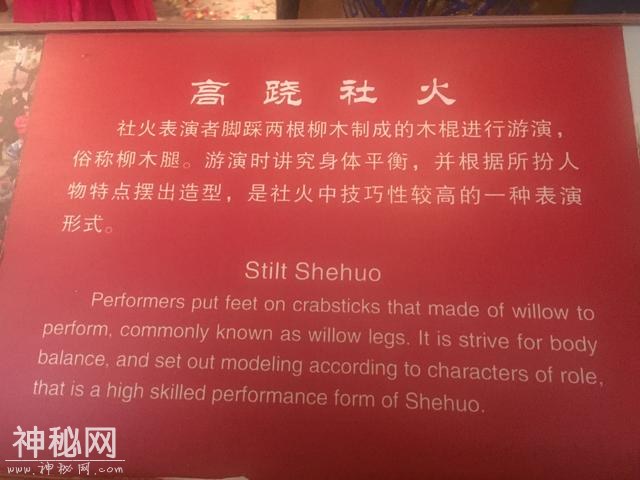 高跷社火
社火表演者脚踩两根柳木制成的木棍进行游演，
俗称柳木腿。游演时讲究身体平衡，并根据所扮人
物特点摆出造型，是社火中技巧性较高的一种表演
形式。
Stilt Shehuo
Performers put feet on crabsticks that made of willow to
perform, commonly known as willow legs. It is strive for body
balance, and set out modeling according to characters of role,
that is a high skilled performance form of Shehuo.
神秘网
www.神秘网.com